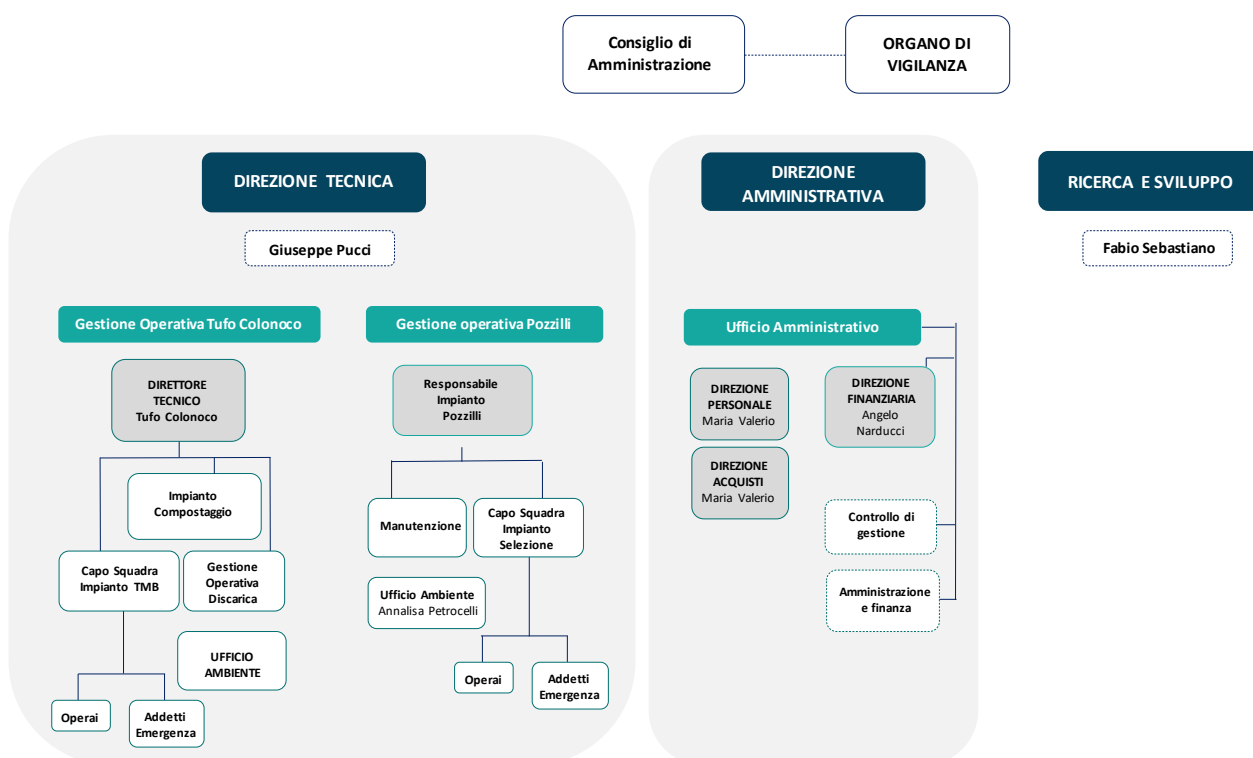 Consiglio di
Amministrazione
ORGANO DI
VIGILANZA
DIREZIONE TECNICA
Giuseppe Pucci
Gestione Operativa Tufo Colonoco
DIRETTORE
TECNICO
Tufo Colonoco
Impianto
Compostaggio
Capo Squadra
Impianto TMB
Gestione
Operativa
Discarica
UFFICIO
AMBIENTE
Operai
Addetti
Emergenza
Gestione operativa Pozzilli
Responsabile
Impianto
Pozzilli
Manutenzione
Capo Squadra
Impianto
Selezione
Ufficio Ambiente
Annalisa Petrocelli
Operai
Addetti
Emergenza
DIREZIONE
AMMINISTRATIVA
Ufficio Amministrativo
DIREZIONE
PERSONALE
Maria Valerio
DIREZIONE
FINANZIARIA
Angelo
Narducci
DIREZIONE
ACQUISTI
Maria Valerio
Controllo di
gestione
Amministrazione
e finanza
RICERCA E SVILUPPO
Fabio Sebastiano